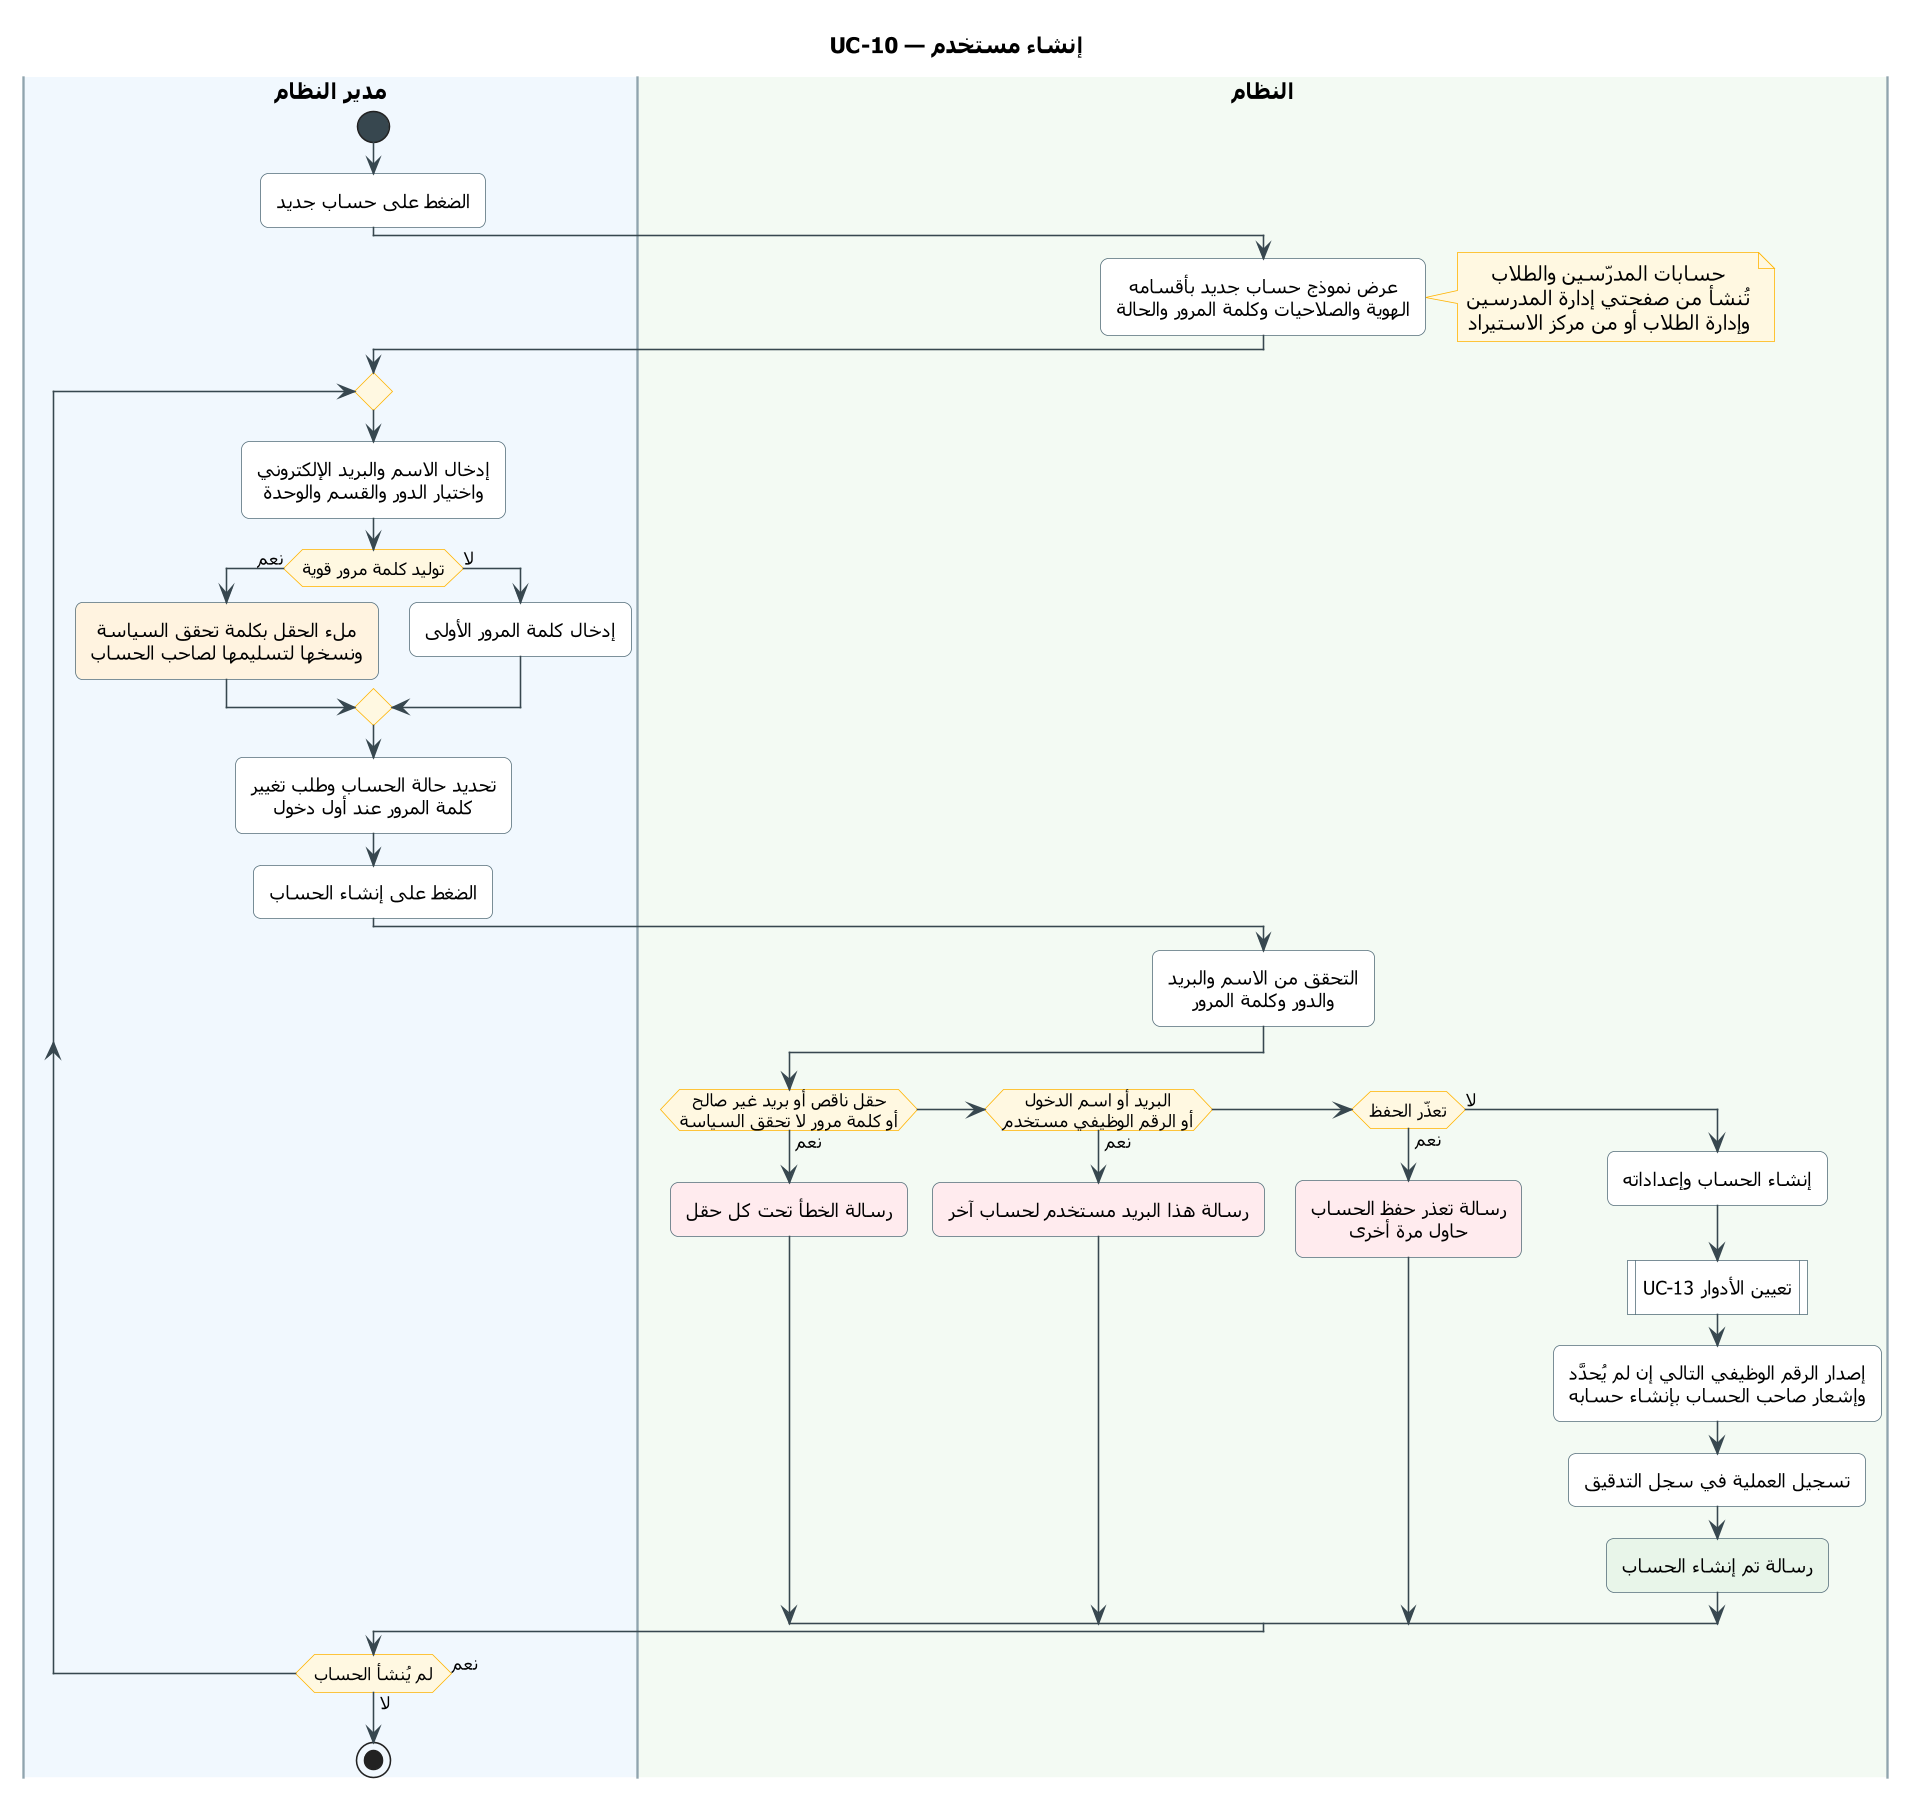 UC-10 — إنشاء مستخدم
مدير النظام
النظام
الضغط على حساب جديد
عرض نموذج حساب جديد بأقسامه
الهوية والصلاحيات وكلمة المرور والحالة
حسابات المدرّسين والطلاب
تُنشأ من صفحتي إدارة المدرسين
وإدارة الطلاب أو من مركز الاستيراد
إدخال الاسم والبريد الإلكتروني
واختيار الدور والقسم والوحدة
توليد كلمة مرور قوية
نعم
لا
ملء الحقل بكلمة تحقق السياسة
ونسخها لتسليمها لصاحب الحساب
إدخال كلمة المرور الأولى
تحديد حالة الحساب وطلب تغيير
كلمة المرور عند أول دخول
الضغط على إنشاء الحساب
التحقق من الاسم والبريد
والدور وكلمة المرور
حقل ناقص أو بريد غير صالح
أو كلمة مرور لا تحقق السياسة
نعم
البريد أو اسم الدخول
أو الرقم الوظيفي مستخدم
نعم
تعذّر الحفظ
نعم
لا
رسالة الخطأ تحت كل حقل
رسالة هذا البريد مستخدم لحساب آخر
رسالة تعذر حفظ الحساب
حاول مرة أخرى
إنشاء الحساب وإعداداته
تعيين الأدوار UC-13
إصدار الرقم الوظيفي التالي إن لم يُحدَّد
وإشعار صاحب الحساب بإنشاء حسابه
تسجيل العملية في سجل التدقيق
رسالة تم إنشاء الحساب
لم يُنشأ الحساب
نعم
لا